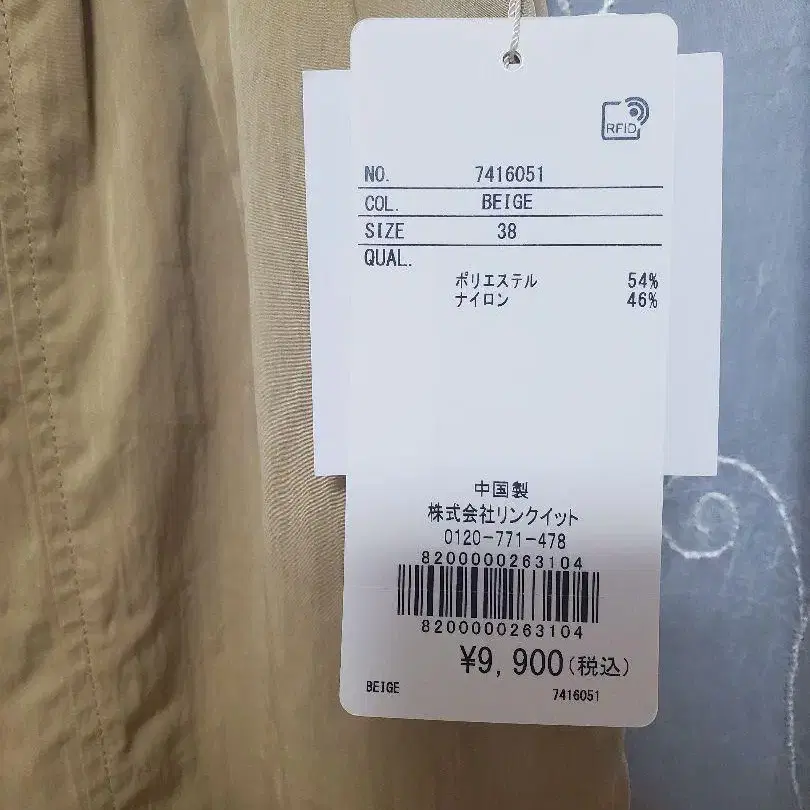 RFID
NO. 7416051
COL. BEIGE
SIZE 38
QUAL.
ポリエステル 54%
ナイロン 46%
中国製
株式会社リンクイット
0120-771-478
8200000263104
8200000263104
¥9,900(税込)
BEIGE 7416051